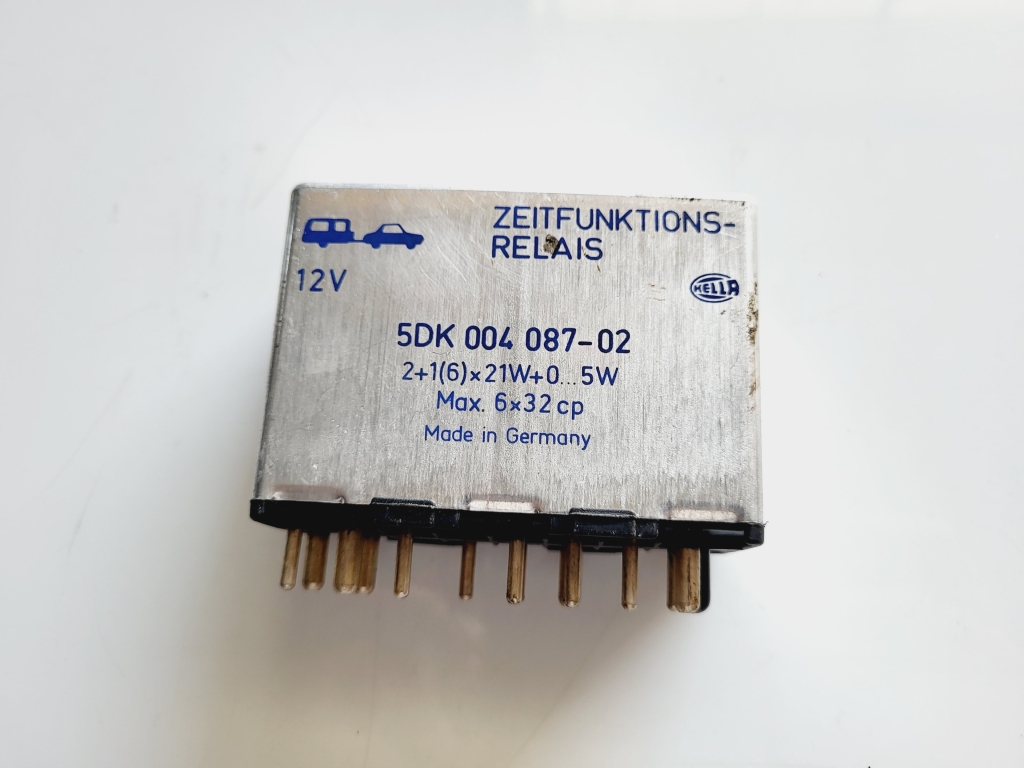 ZEITFUNKTIONS-
RELAIS
12V
HELLA
5DK 004 087-02
2+1(6)×21W+0...5W
Max. 6×32 cp
Made in Germany